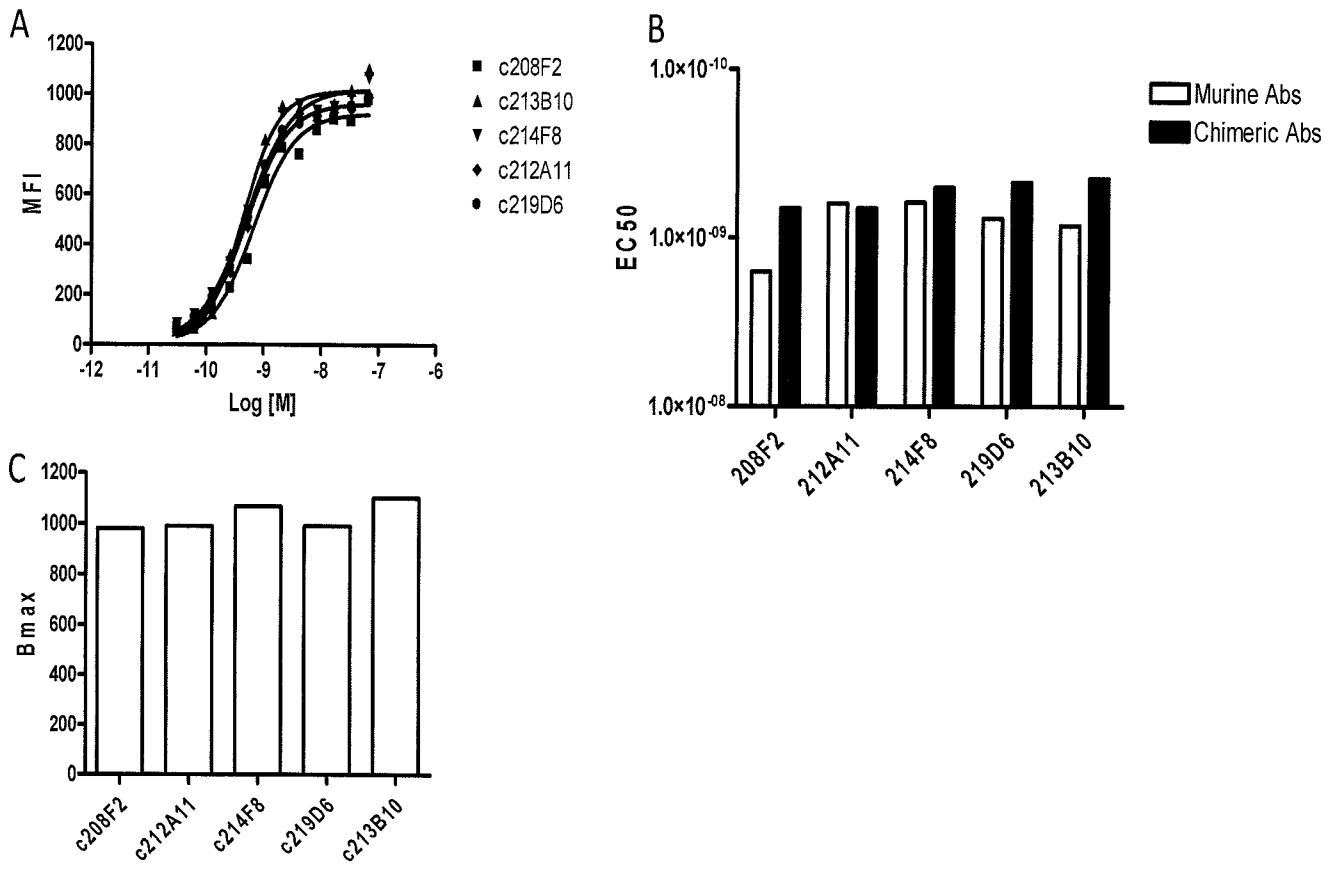 A
1200
1000
800
600
400
200
0
MFI
-12
-11
-10
-9
-8
-7
-6
Log [M]
c208F2
c213B10
c214F8
c212A11
c219D6
B
1.0×10⁻¹⁰
1.0×10⁻⁰⁹
1.0×10⁻⁰⁸
EC50
208F2
212A11
214F8
219D6
213B10
Murine Abs
Chimeric Abs
C
1200
1000
800
600
400
200
0
Bmax
c208F2
c212A11
c214F8
c219D6
c213B10